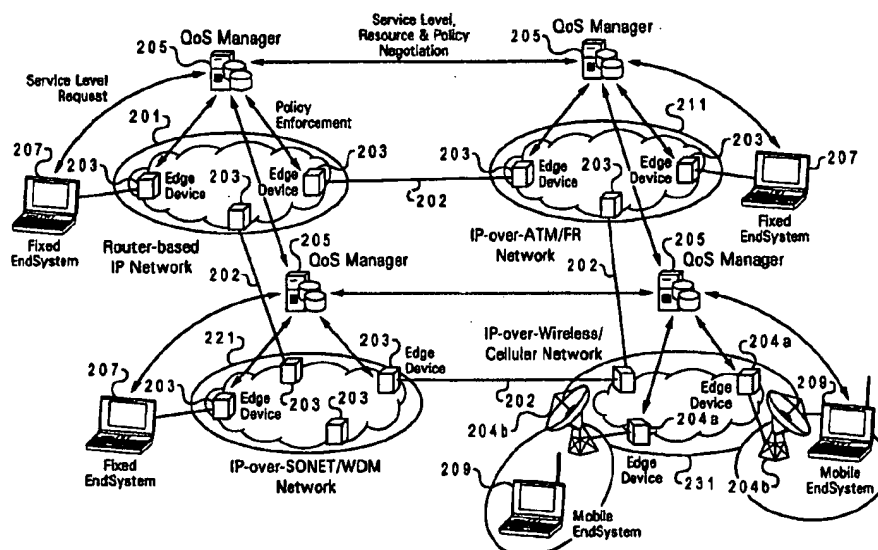 Service Level,
Resource & Policy
Negotiation
QoS Manager
205
QoS Manager
205
Service Level
Request
Policy
Enforcement
201
211
207
203
203
203
203
203
203
207
Edge
Device
Edge
Device
Edge
Device
Edge
Device
202
Fixed
EndSystem
Fixed
EndSystem
Router-based
IP Network
IP-over-ATM/FR
Network
205
QoS Manager
205
QoS Manager
202
202
221
203
Edge
Device
IP-over-Wireless/
Cellular Network
204a
207
203
Edge
Device
203
203
202
204b
Edge
Device
204a
209
Fixed
EndSystem
IP-over-SONET/WDM
Network
Edge
Device
231
204b
Mobile
EndSystem
209
Mobile
EndSystem